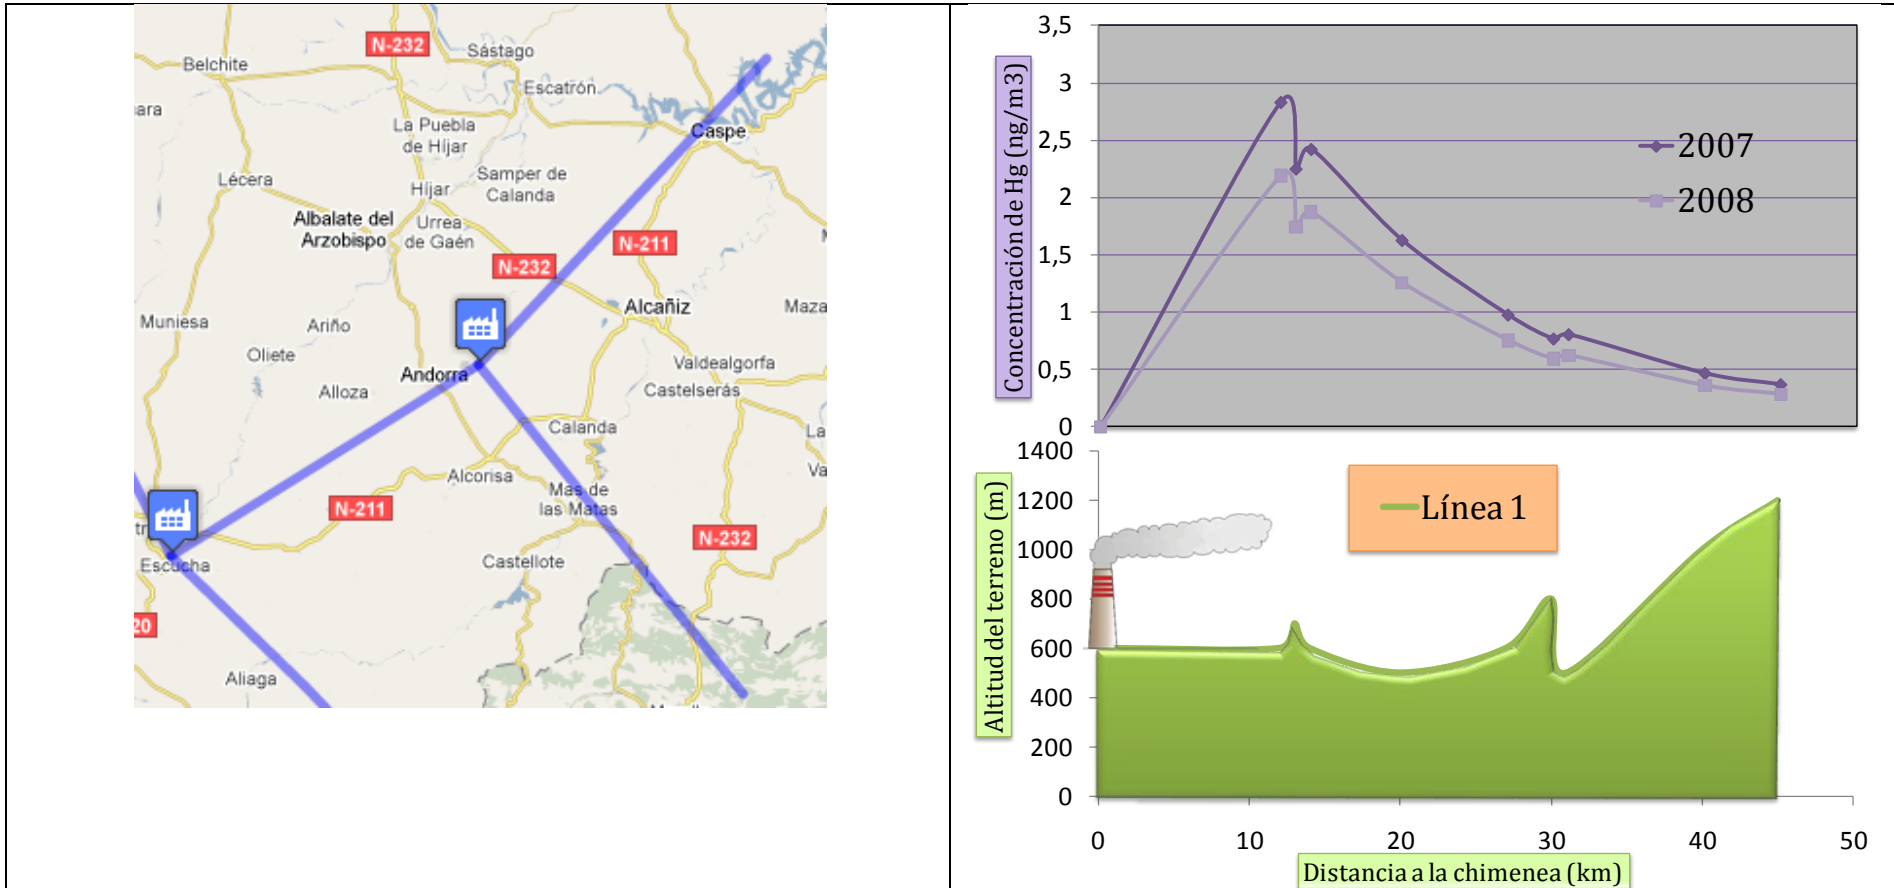 N-232
Sástago
Belchite
Escatrón
ara
La Puebla
de Híjar
Caspe
Lécera
Híjar
Samper de
Calanda
Albalate del
Arzobispo
Urrea
de Gaén
N-211
N-232
Alcañiz
Maza
Muniesa
Ariño
Oliete
Valdealgorfa
Andorra
Alloza
Castelserás
Calanda
La
Alcorisa
Va
Mas de
las Matas
N-211
tr
N-232
Escucha
Castellote
20
Aliaga
3,5
3
2,5
2
1,5
1
0,5
0
Concentración de Hg (ng/m3)
2007
2008
1400
1200
1000
800
600
400
200
0
Altitud del terreno (m)
Línea 1
0 10 20 30 40 50
Distancia a la chimenea (km)